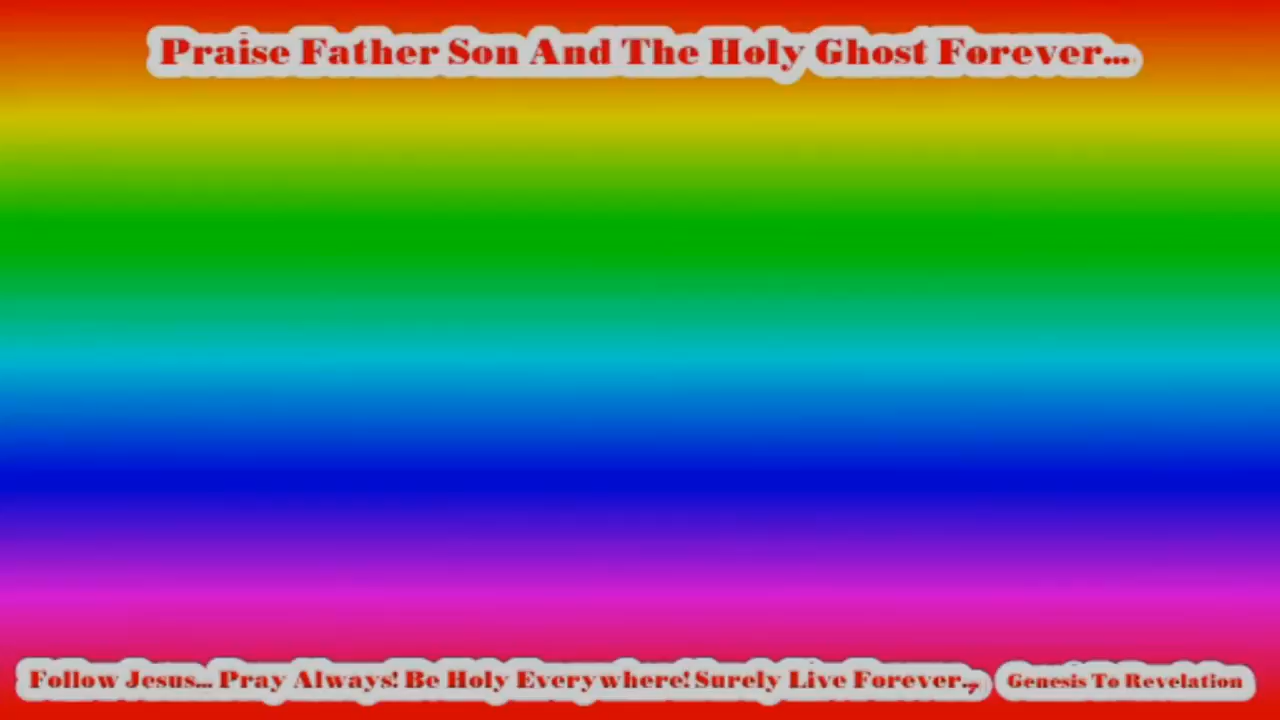 Praise Father Son And The Holy Ghost Forever...
Follow Jesus... Pray Always! Be Holy Everywhere! Surely Live Forever.,
Genesis To Revelation